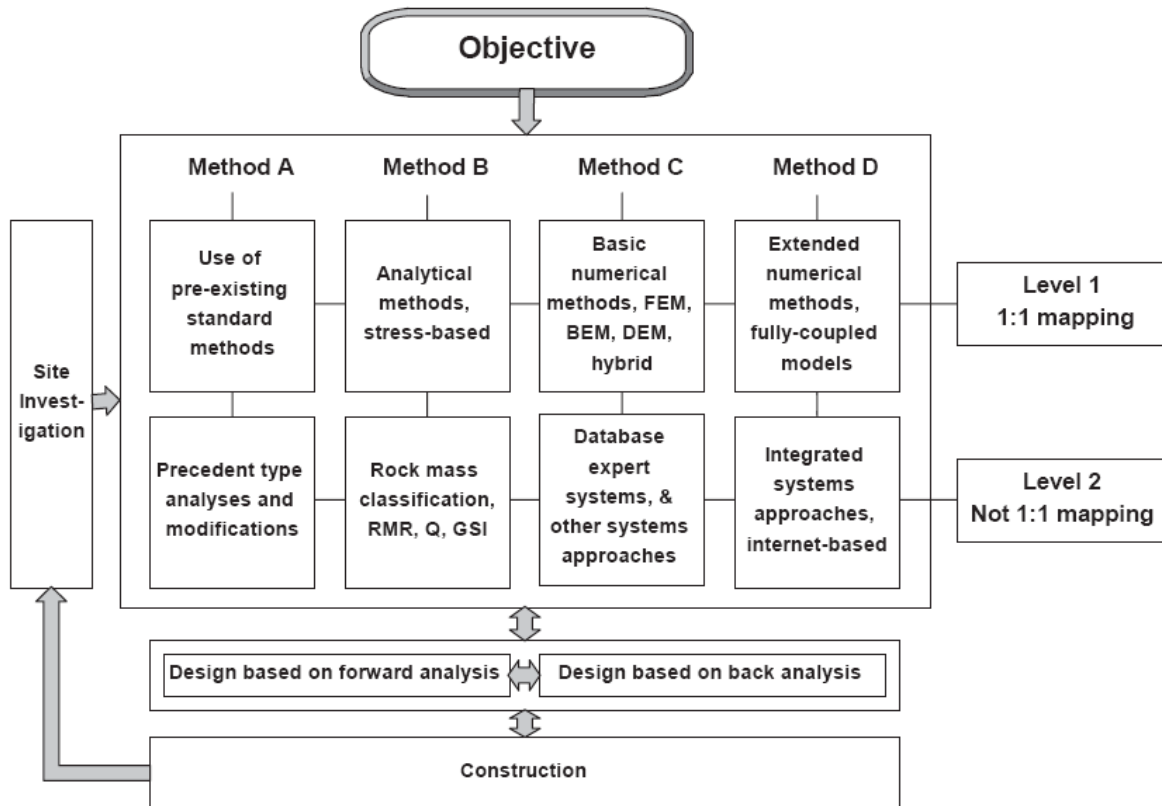 Objective
Method A
Method B
Method C
Method D
Use of
pre-existing
standard
methods
Analytical
methods,
stress-based
Basic
numerical
methods, FEM,
BEM, DEM,
hybrid
Extended
numerical
methods,
fully-coupled
models
Level 1
1:1 mapping
Site
Invest-
igation
Precedent type
analyses and
modifications
Rock mass
classification,
RMR, Q, GSI
Database
expert
systems, &
other systems
approaches
Integrated
systems
approaches,
internet-based
Level 2
Not 1:1 mapping
Design based on forward analysis
Design based on back analysis
Construction